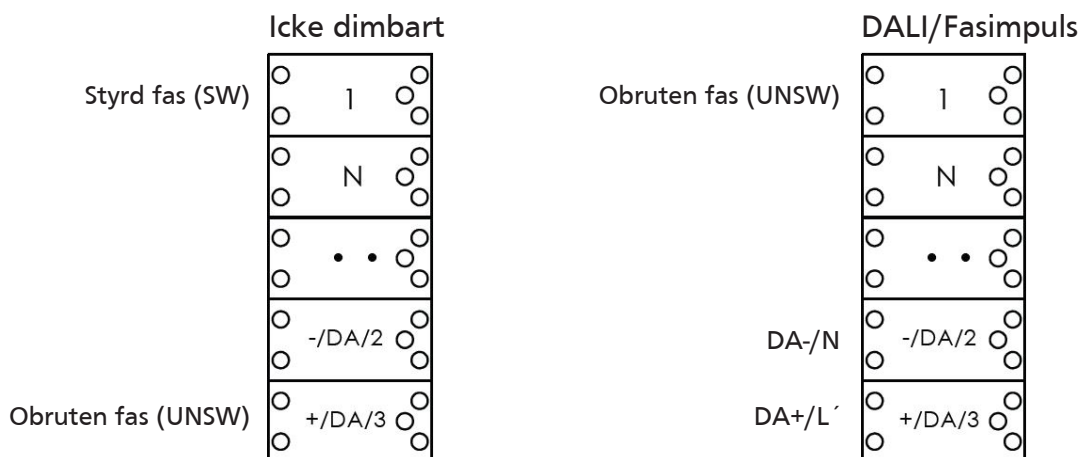 Icke dimbart
Styrd fas (SW)
1
N
• •
-/DA/2
Obruten fas (UNSW)
+/DA/3
DALI/Fasimpuls
Obruten fas (UNSW)
1
N
• •
DA-/N
-/DA/2
DA+/L´
+/DA/3